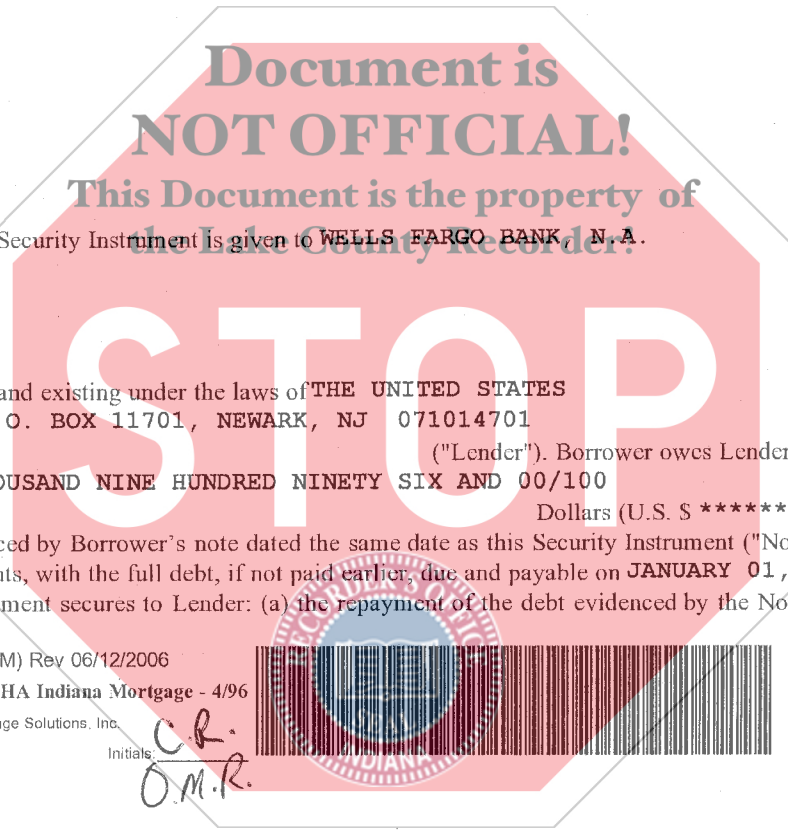 Document is
NOT OFFICIAL!
This Document is the property of
the Lake County Recorder!
Security Instrument is given to WELLS FARGO BANK, N.A.
STOP
and existing under the laws of THE UNITED STATES
O. BOX 11701, NEWARK, NJ 071014701
("Lender"). Borrower owes Lender
OUSAND NINE HUNDRED NINETY SIX AND 00/100
Dollars (U.S. $ *******
ced by Borrower's note dated the same date as this Security Instrument ("No
nts, with the full debt, if not paid earlier, due and payable on JANUARY 01,
ment secures to Lender: (a) the repayment of the debt evidenced by the No
RECORDER'S OFFICE
SEAL
INDIANA
M) Rev 06/12/2006
HA Indiana Mortgage - 4/96
ge Solutions, Inc.
Initials: C.R.
O.M.R.